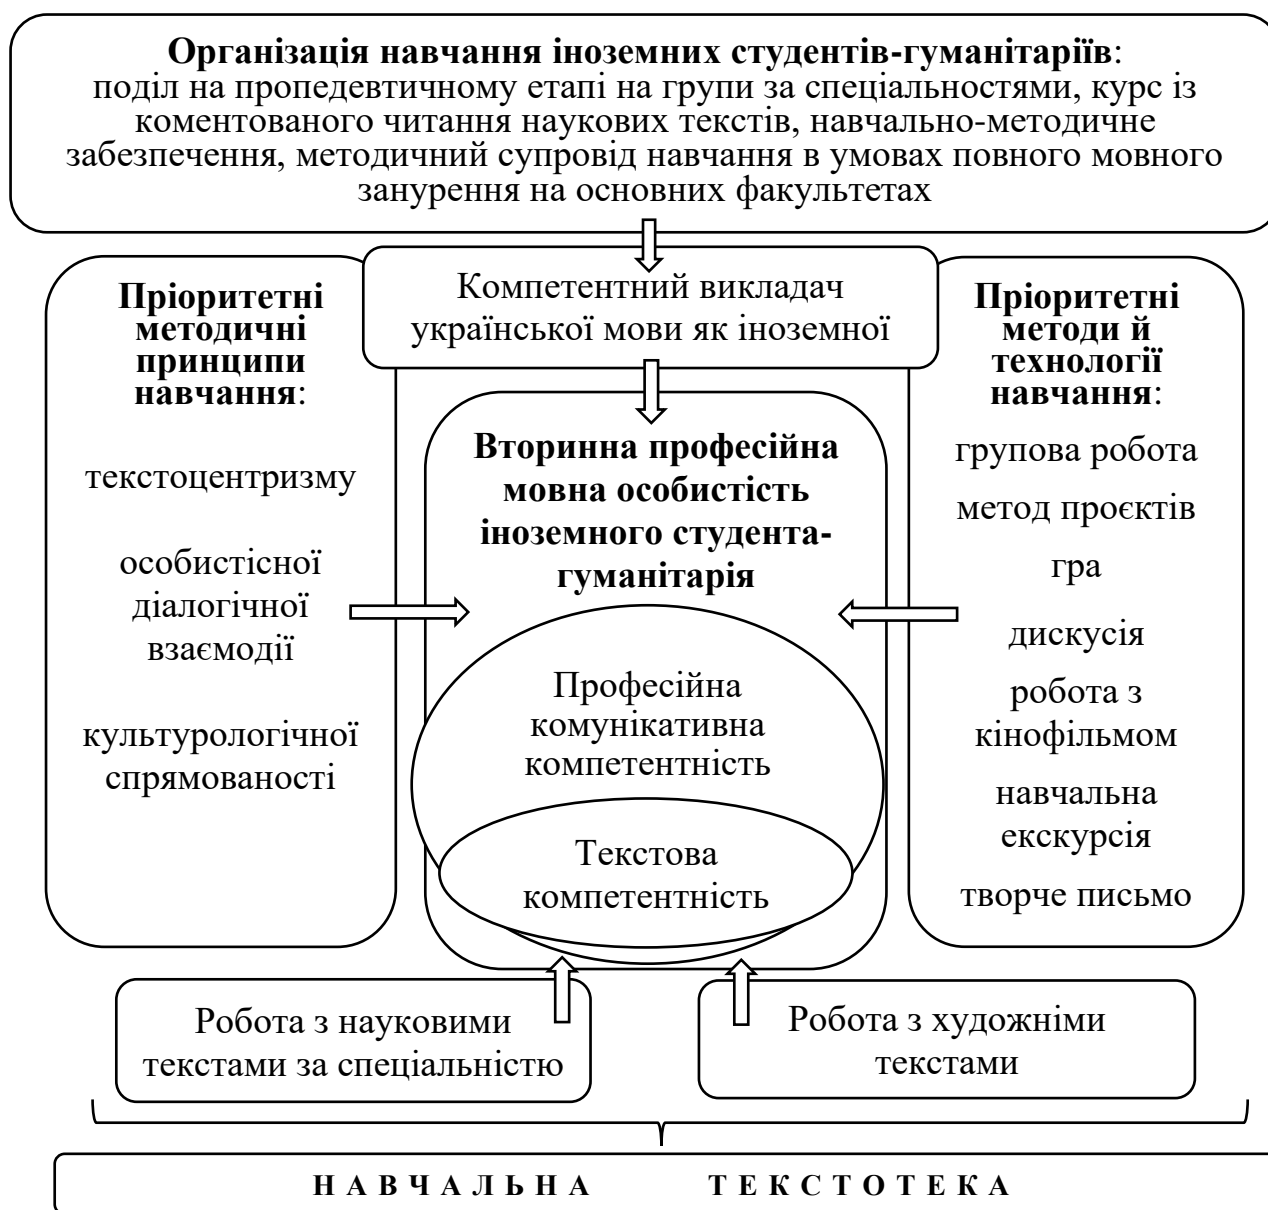 Організація навчання іноземних студентів-гуманітаріїв:
поділ на пропедевтичному етапі на групи за спеціальностями, курс із
коментованого читання наукових текстів, навчально-методичне
забезпечення, методичний супровід навчання в умовах повного мовного
занурення на основних факультетах
Компетентний викладач
української мови як іноземної
Пріоритетні
методичні
принципи
навчання:
текстоцентризму
особистісної
діалогічної
взаємодії
культурологічної
спрямованості
Вторинна професійна
мовна особистість
іноземного студента-
гуманітарія
Професійна
комунікативна
компетентність
Текстова
компетентність
Пріоритетні
методи й
технології
навчання:
групова робота
метод проєктів
гра
дискусія
робота з
кінофільмом
навчальна
екскурсія
творче письмо
Робота з науковими
текстами за спеціальністю
Робота з художніми
текстами
НАВЧАЛЬНА ТЕКСТОТЕКА